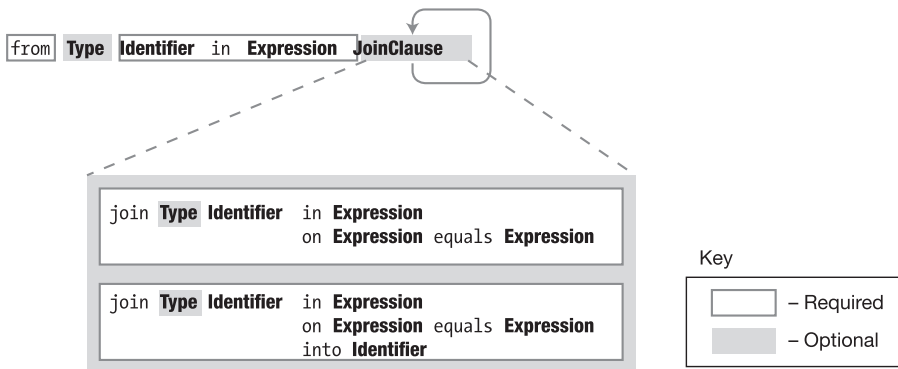 from Type Identifier in Expression JoinClause
join Type Identifier in Expression
on Expression equals Expression
join Type Identifier in Expression
on Expression equals Expression
into Identifier
Key
– Required
– Optional